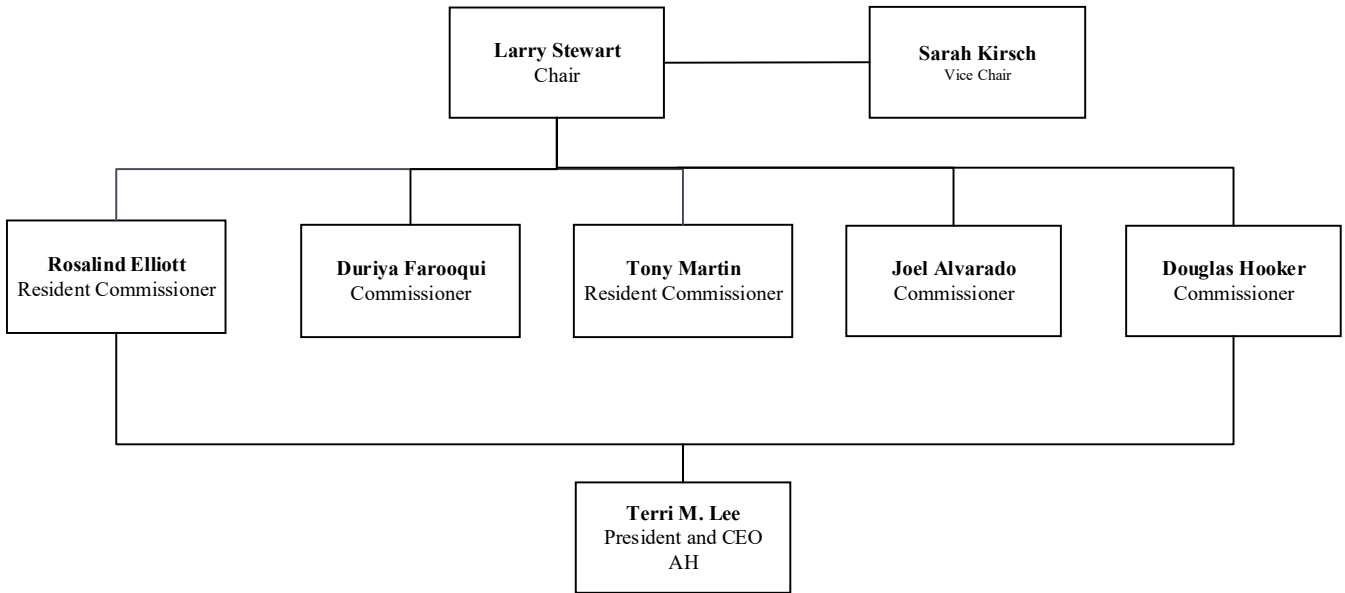 Larry Stewart
Chair
Sarah Kirsch
Vice Chair
Rosalind Elliott
Resident Commissioner
Duriya Farooqui
Commissioner
Tony Martin
Resident Commissioner
Joel Alvarado
Commissioner
Douglas Hooker
Commissioner
Terri M. Lee
President and CEO
AH